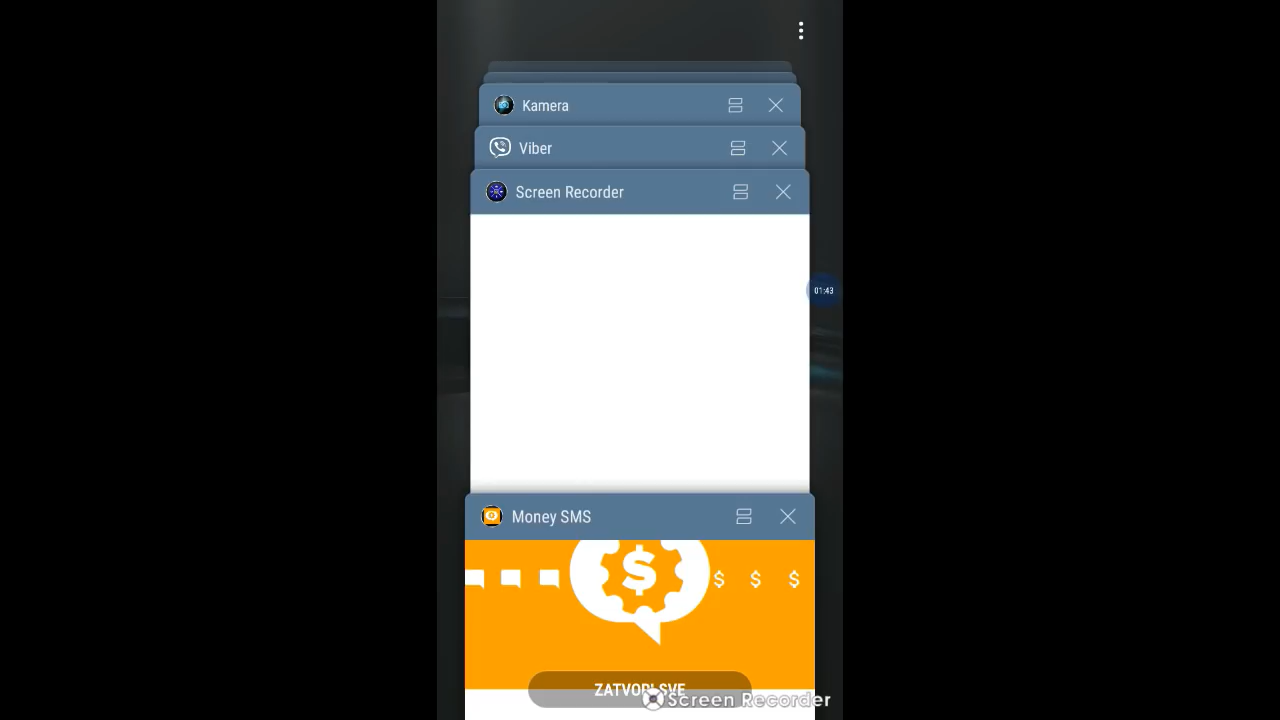 Kamera
Viber
Screen Recorder
01:43
Money SMS
$
$ $ $
ZATVORI SVE
Screen Recorder